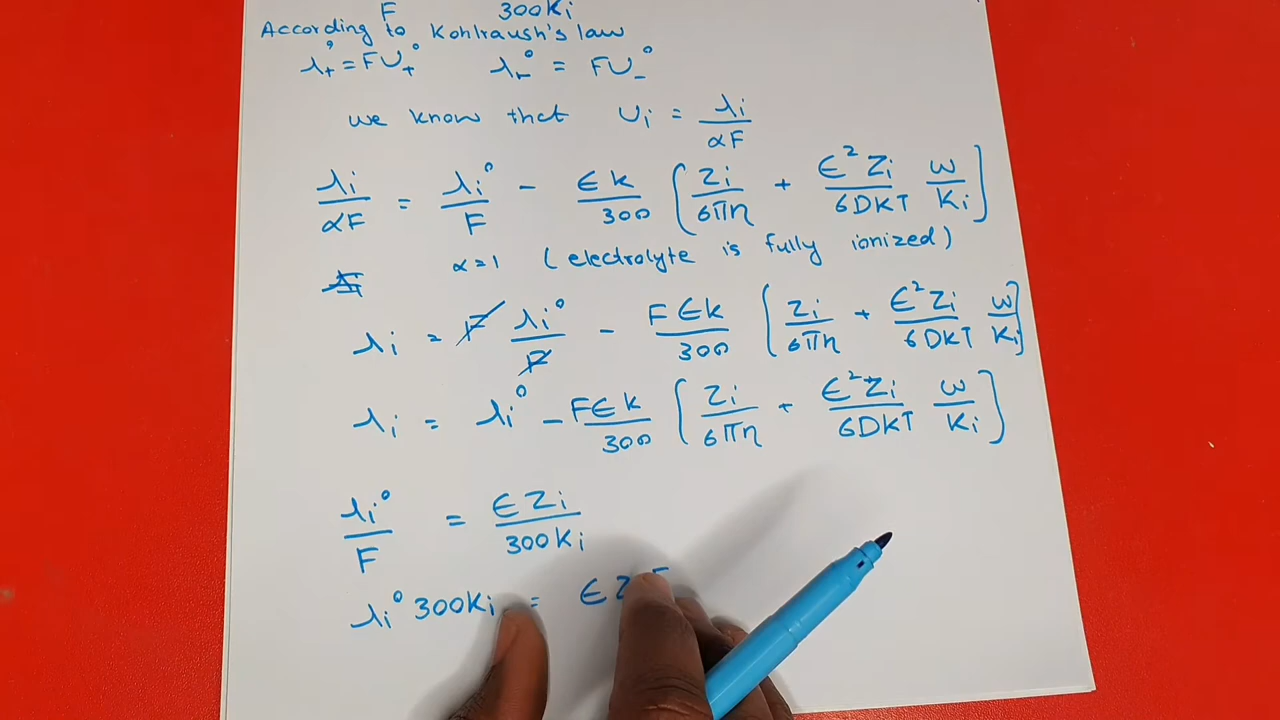 F 300Ki
According to Kohlraush's law
λ+° = FU+° λ-° = FU-°
we know that Ui = λi/αF
λi/αF = λi°/F - ϵk/300 [Zi/6πη + ϵ²Zi/6DKT ω/Ki]
α=1 (electrolyte is fully ionized)
λi = F λi°/F - Fϵk/300 [Zi/6πη + ϵ²Zi/6DKT ω/Ki]
λi = λi° - Fϵk/300 [Zi/6πη + ϵ²Zi/6DKT ω/Ki]
λi°/F = ϵZi/300Ki
λi° 300Ki = ϵZ